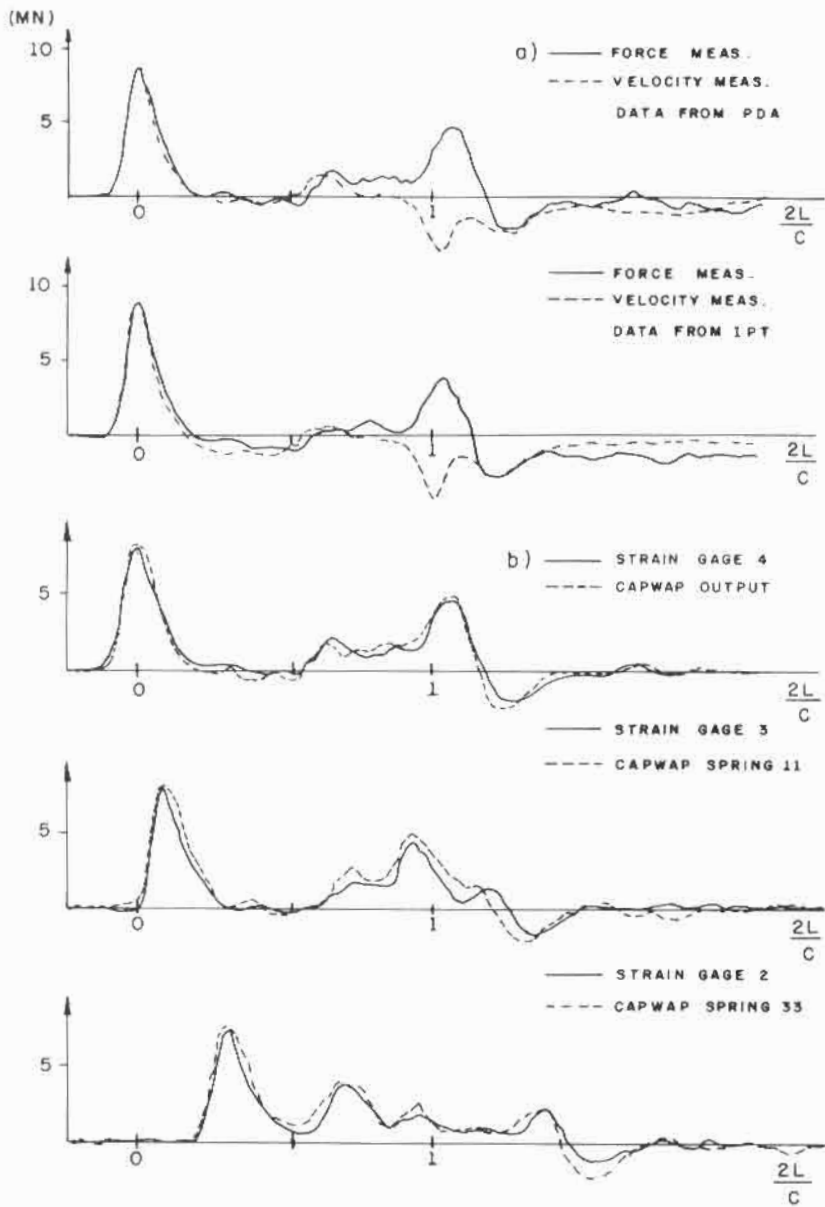 (MN)
a) FORCE MEAS.
VELOCITY MEAS.
DATA FROM PDA
10
5
0
1
2L
C
FORCE MEAS.
VELOCITY MEAS.
DATA FROM IPT
10
5
0
1
2L
C
b) STRAIN GAGE 4
CAPWAP OUTPUT
5
0
1
2L
C
STRAIN GAGE 3
CAPWAP SPRING 11
5
0
1
2L
C
STRAIN GAGE 2
CAPWAP SPRING 33
5
0
1
2L
C